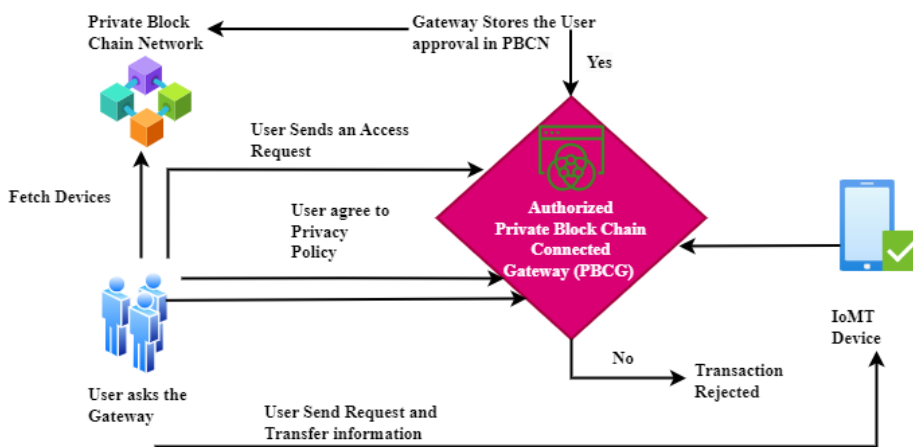 Private Block
Chain Network
Gateway Stores the User
approval in PBCN
Yes
User Sends an Access
Request
Fetch Devices
User agree to
Privacy
Policy
Authorized
Private Block Chain
Connected
Gateway (PBCG)
IoMT
Device
No
Transaction
Rejected
User asks the
Gateway
User Send Request and
Transfer information